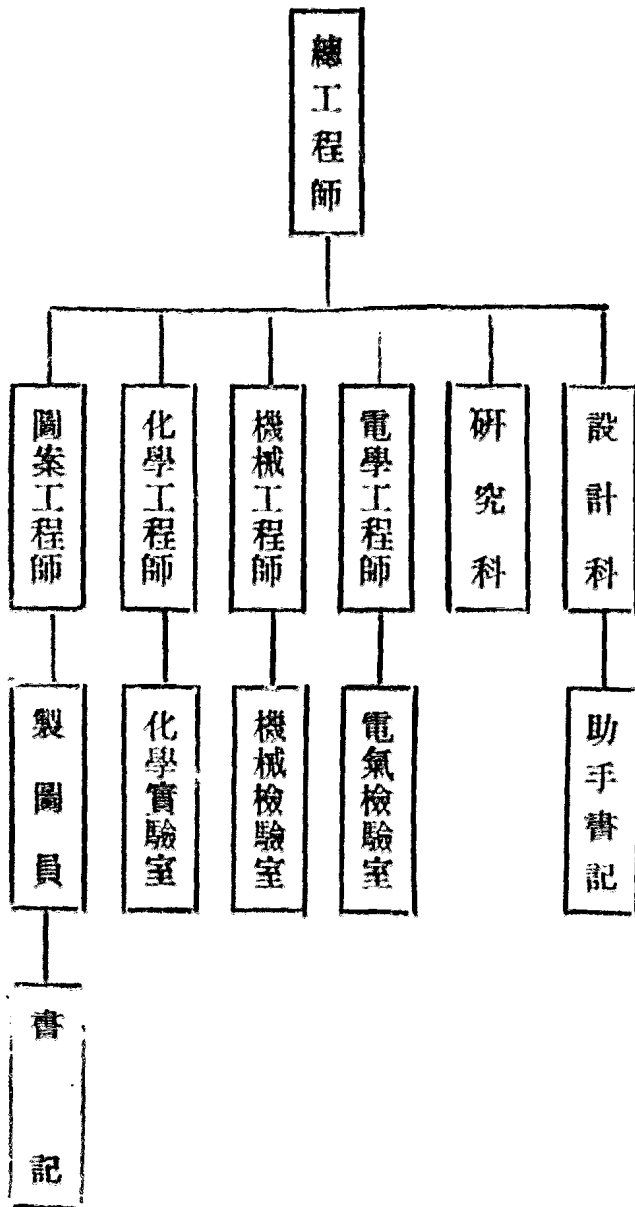 總工程師
設計科
研究科
電學工程師
機械工程師
化學工程師
圖案工程師
助手書記
電氣檢驗室
機械檢驗室
化學實驗室
製圖員
書記